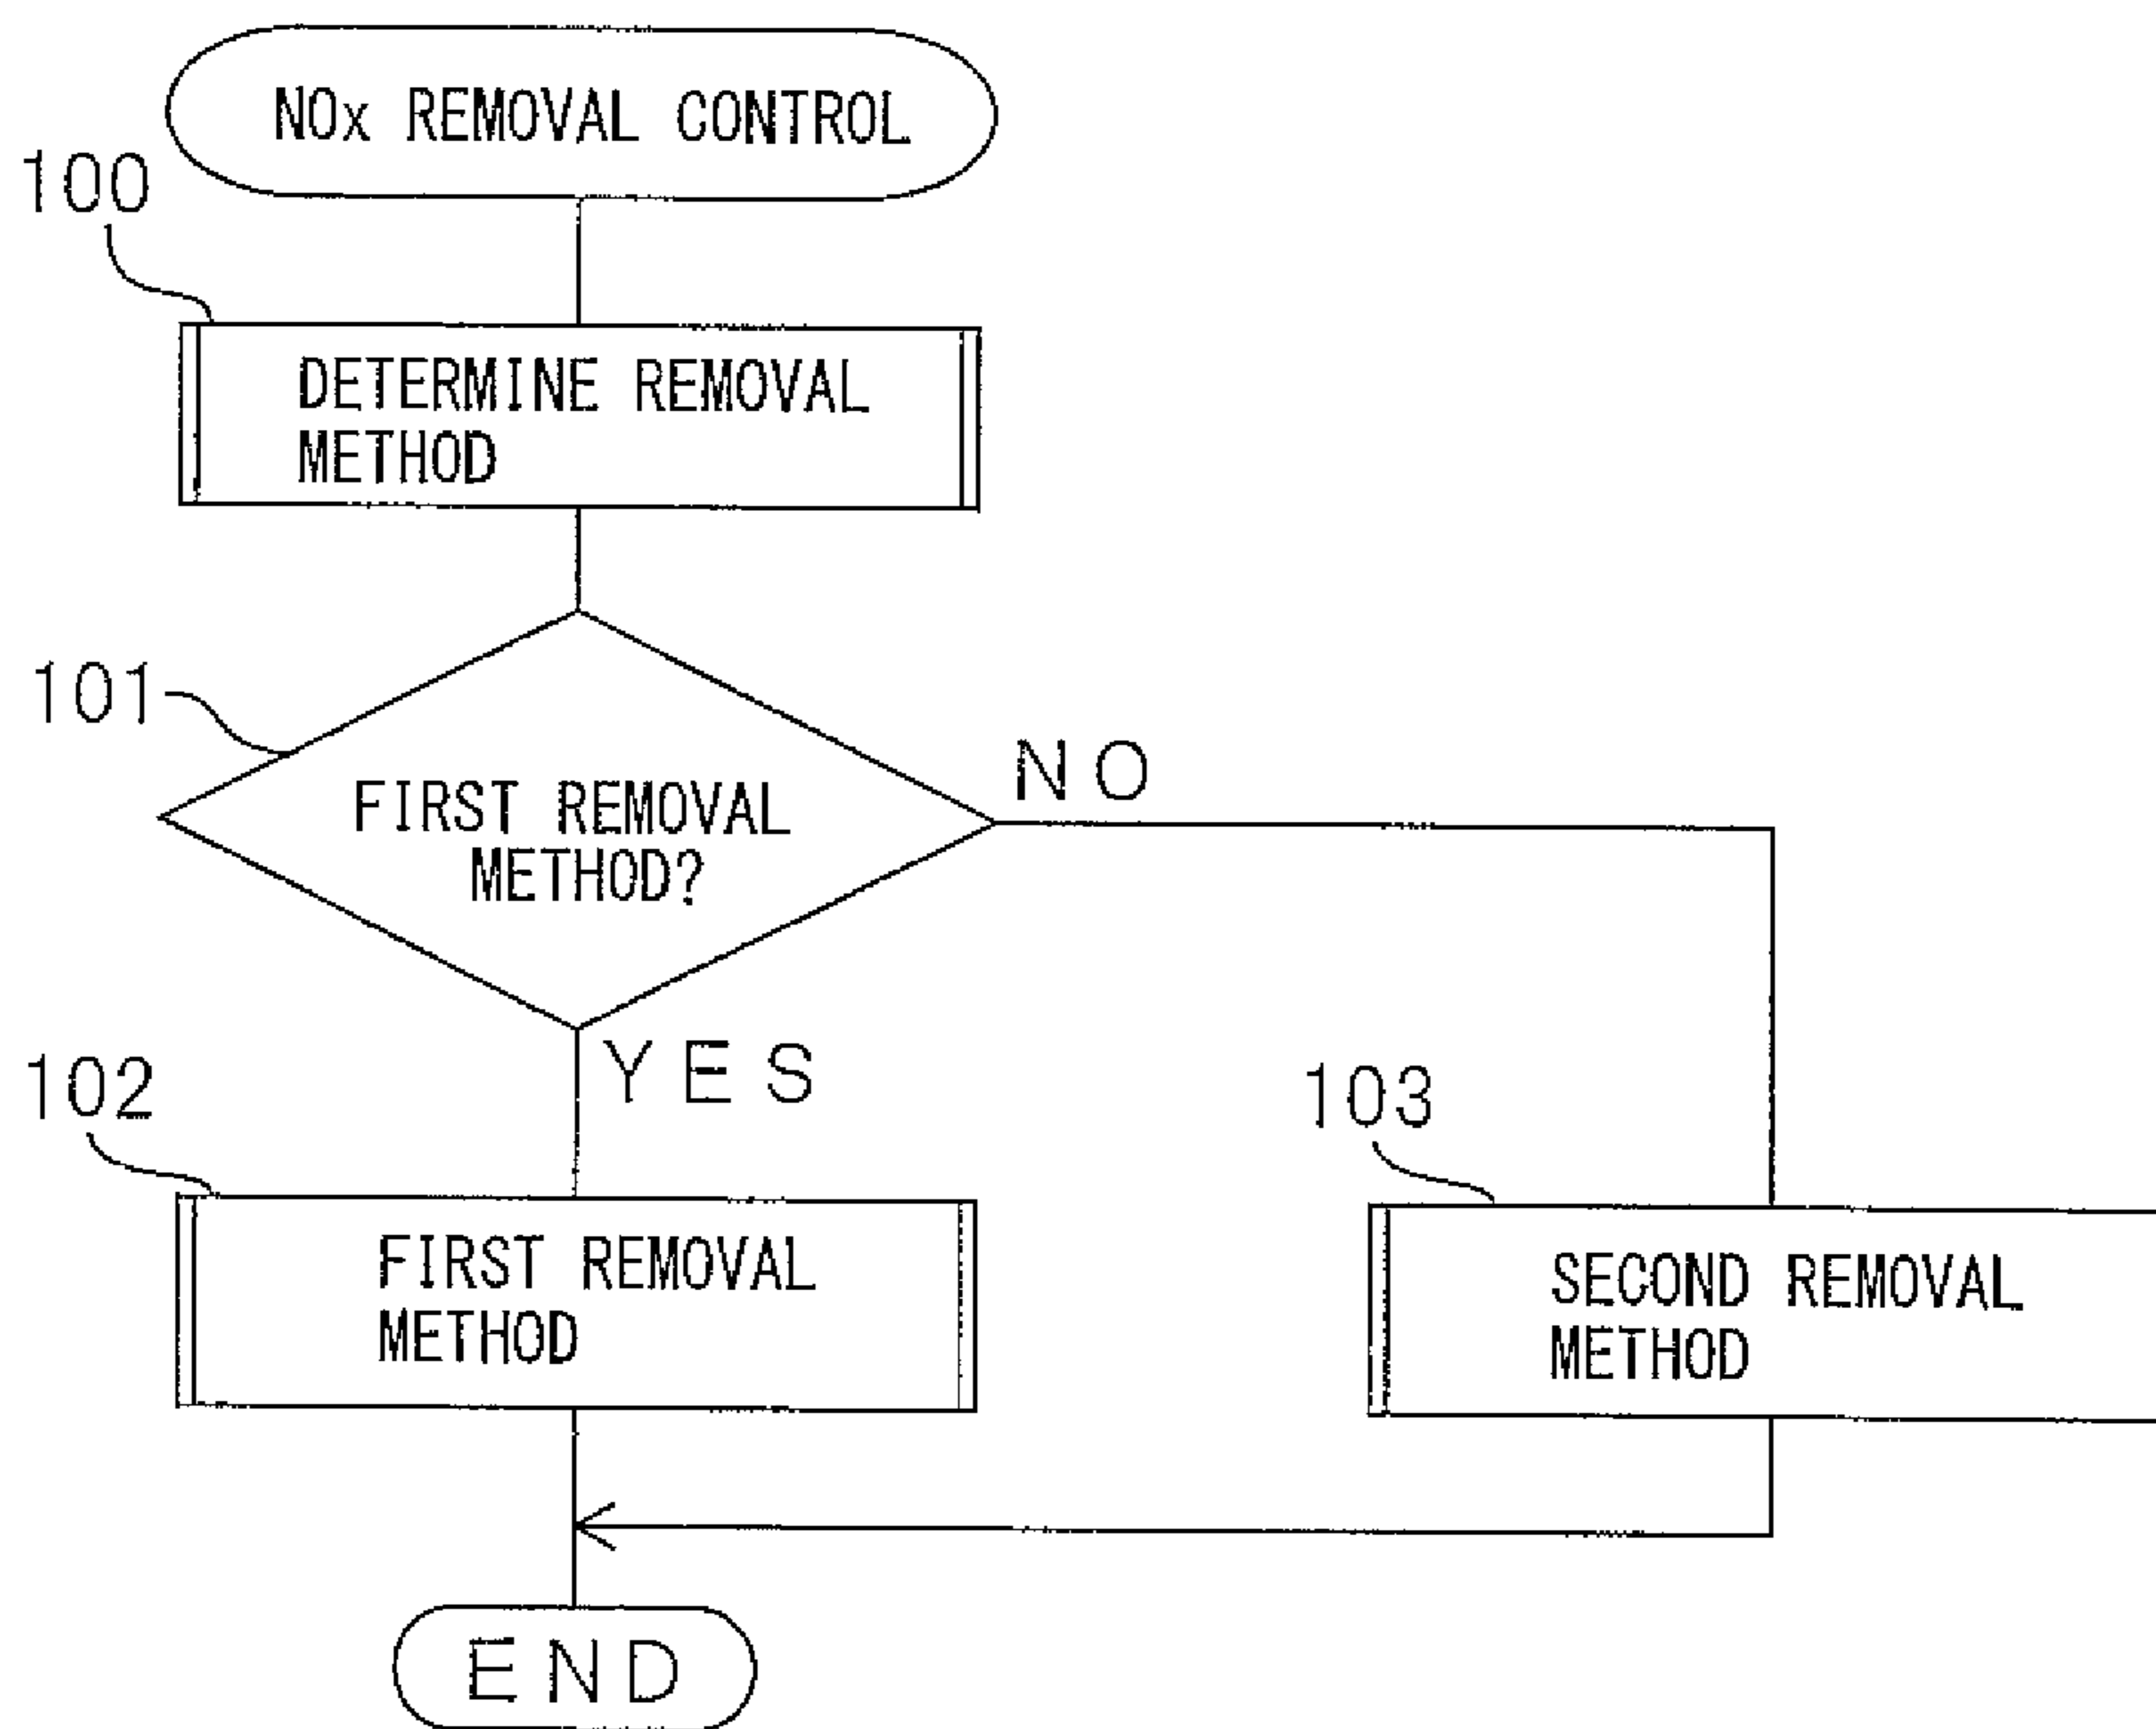 NOx REMOVAL CONTROL
100
DETERMINE REMOVAL
METHOD
101
FIRST REMOVAL
METHOD?
NO
YES
102
FIRST REMOVAL
METHOD
103
SECOND REMOVAL
METHOD
END